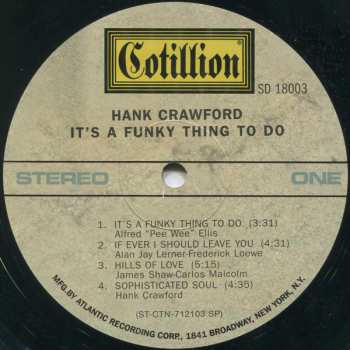 Cotillion
SD 18003
HANK CRAWFORD
IT'S A FUNKY THING TO DO
STEREO ONE
1. IT'S A FUNKY THING TO DO (3:31)
Alfred "Pee Wee" Ellis
2. IF EVER I SHOULD LEAVE YOU (4:31)
Alan Jay Lerner-Frederick Loewe
3. HILLS OF LOVE (5:15)
James Shaw-Carlos Malcolm
4. SOPHISTICATED SOUL (4:35)
Hank Crawford
(ST-CTN-712103 SP)
MFG. BY ATLANTIC RECORDING CORP., 1841 BROADWAY, NEW YORK, N.Y.